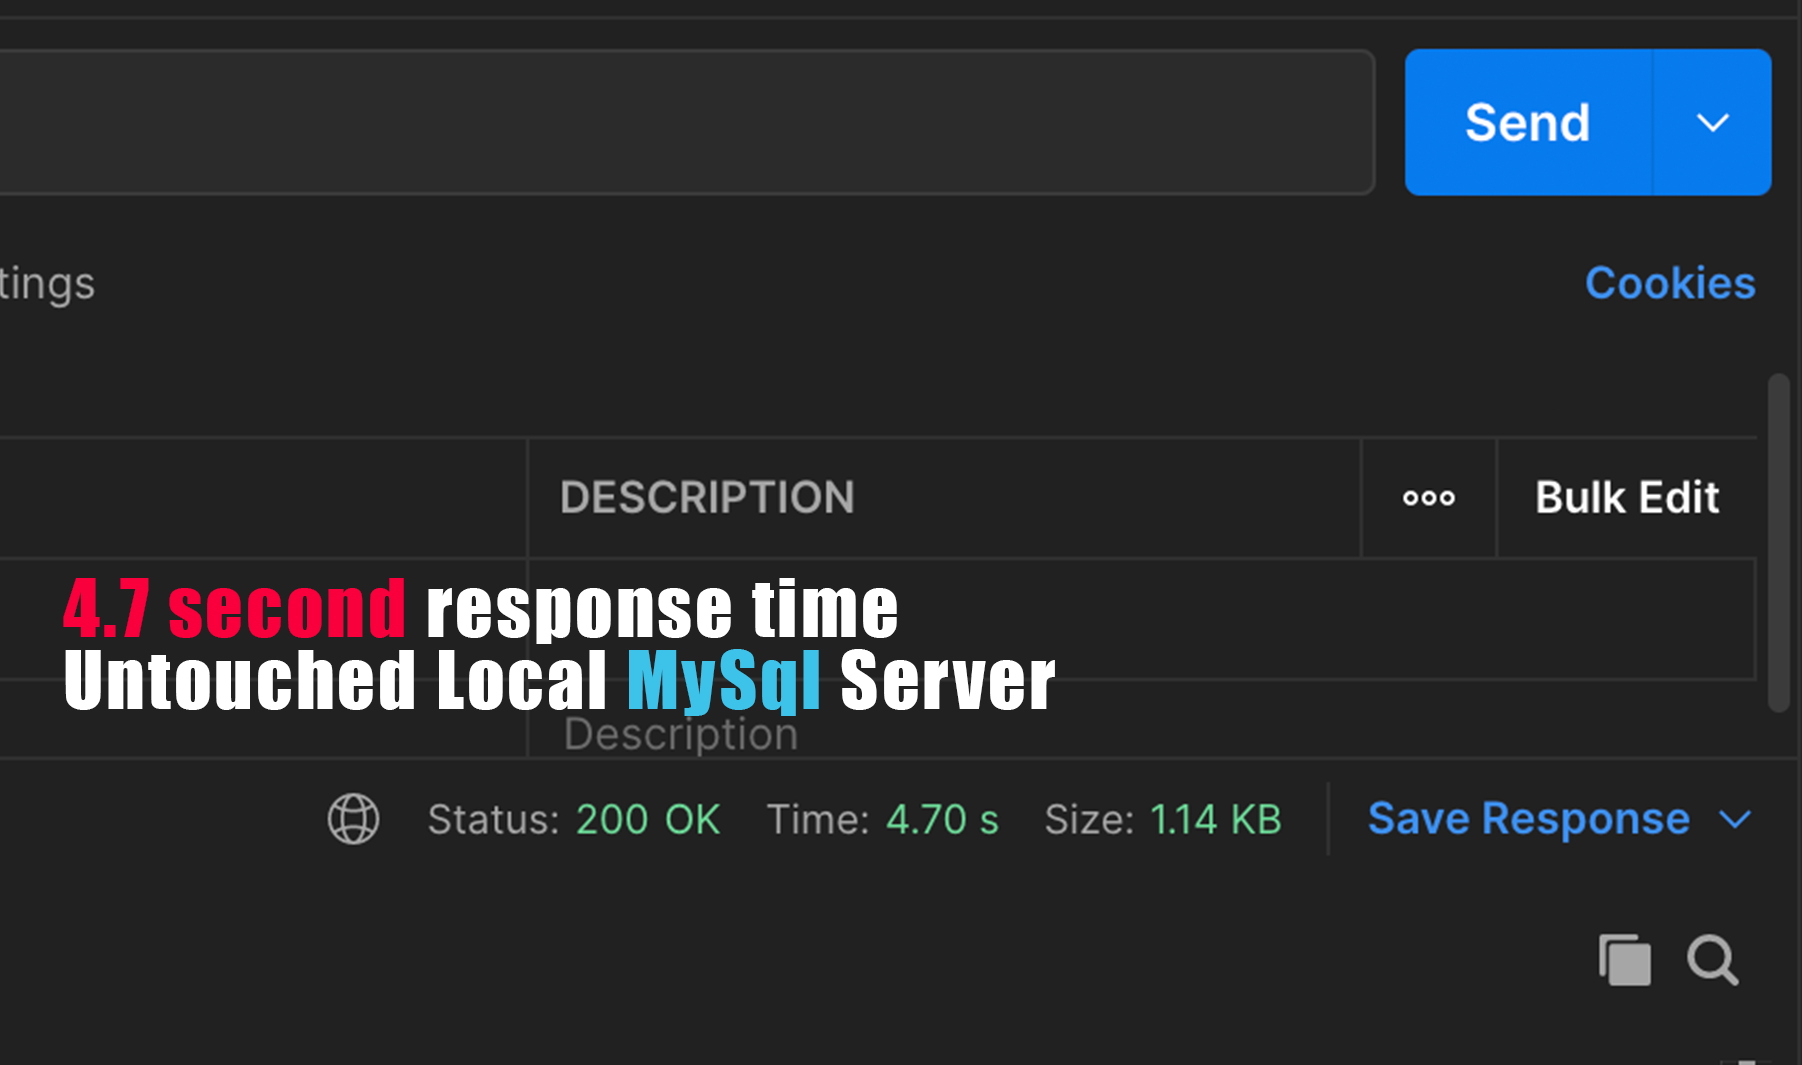 Send
tings
Cookies
DESCRIPTION
Bulk Edit
4.7 second response time
Untouched Local MySql Server
Description
Status: 200 OK Time: 4.70 s Size: 1.14 KB Save Response